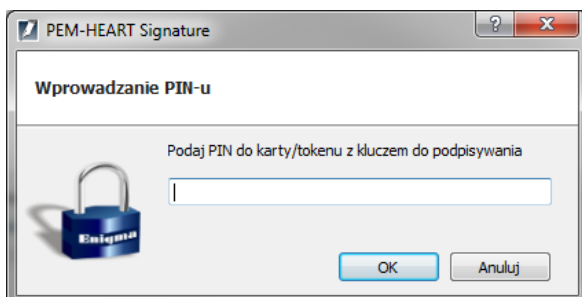 PEM-HEART Signature
Wprowadzanie PIN-u
Podaj PIN do karty/tokenu z kluczem do podpisywania
Enigma
OK Anuluj